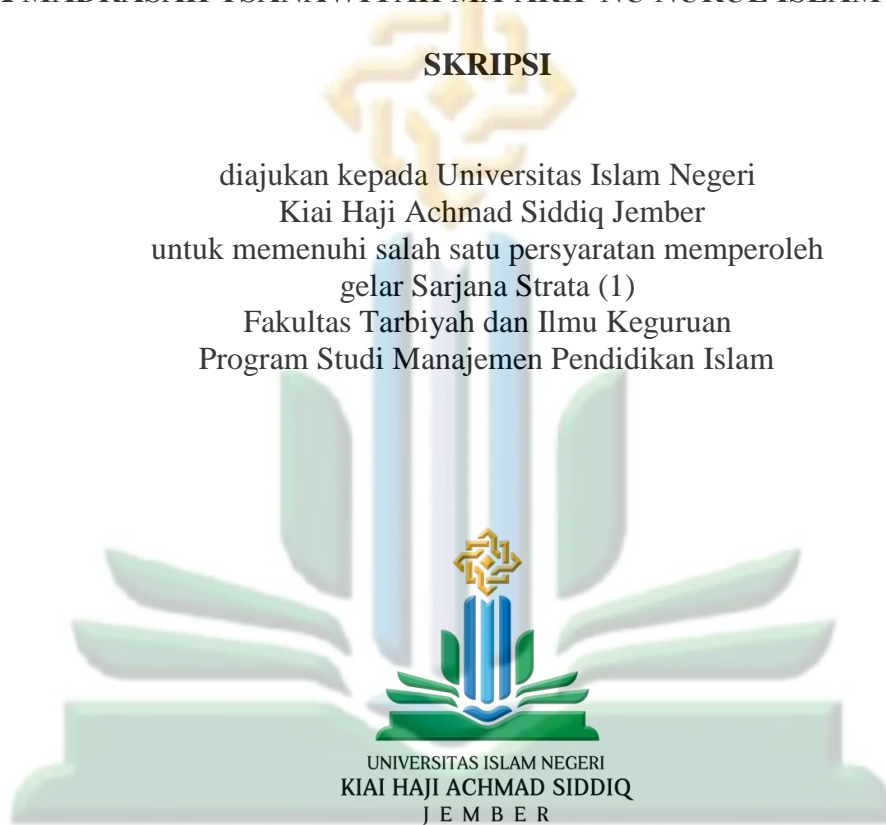 SKRIPSI
diajukan kepada Universitas Islam Negeri
Kiai Haji Achmad Siddiq Jember
untuk memenuhi salah satu persyaratan memperoleh
gelar Sarjana Strata (1)
Fakultas Tarbiyah dan Ilmu Keguruan
Program Studi Manajemen Pendidikan Islam
UNIVERSITAS ISLAM NEGERI
KIAI HAJI ACHMAD SIDDIQ
JEMBER